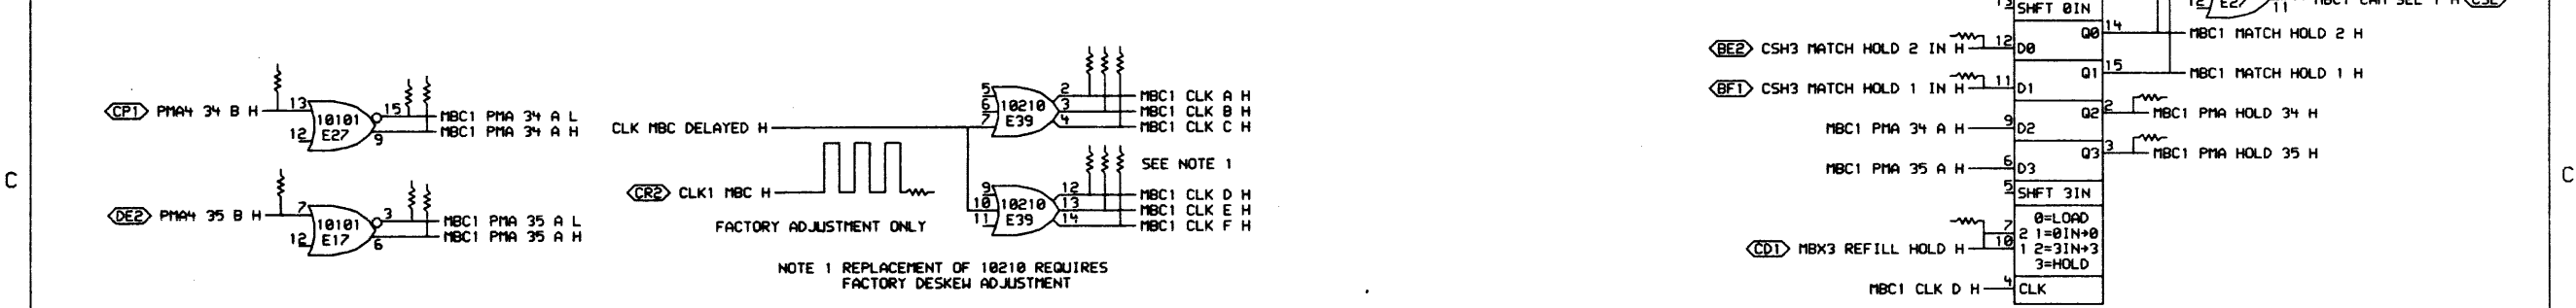 C
CP1 PMA4 34 B H
13
12
10101
E27
15
9
MBC1 PMA 34 A L
MBC1 PMA 34 A H
DE2 PMA4 35 B H
7
12
10101
E17
3
6
MBC1 PMA 35 A L
MBC1 PMA 35 A H
CLK MBC DELAYED H
CR2 CLK1 MBC H
FACTORY ADJUSTMENT ONLY
5
6
7
10210
E39
2
3
4
MBC1 CLK A H
MBC1 CLK B H
MBC1 CLK C H
SEE NOTE 1
9
10
11
10210
E39
12
13
14
MBC1 CLK D H
MBC1 CLK E H
MBC1 CLK F H
NOTE 1 REPLACEMENT OF 10210 REQUIRES
FACTORY DESKEW ADJUSTMENT
13
SHFT 0IN
12
E27
11
BE2 CSH3 MATCH HOLD 2 IN H
12
D0
Q0
14
MBC1 MATCH HOLD 2 H
BF1 CSH3 MATCH HOLD 1 IN H
11
D1
Q1
15
MBC1 MATCH HOLD 1 H
MBC1 PMA 34 A H
9
D2
Q2
2
MBC1 PMA HOLD 34 H
MBC1 PMA 35 A H
6
D3
Q3
3
MBC1 PMA HOLD 35 H
5
SHFT 3IN
CD1 MBX3 REFILL HOLD H
7
10
0=LOAD
2 1=0IN→0
1 2=3IN→3
3=HOLD
MBC1 CLK D H
4
CLK
C